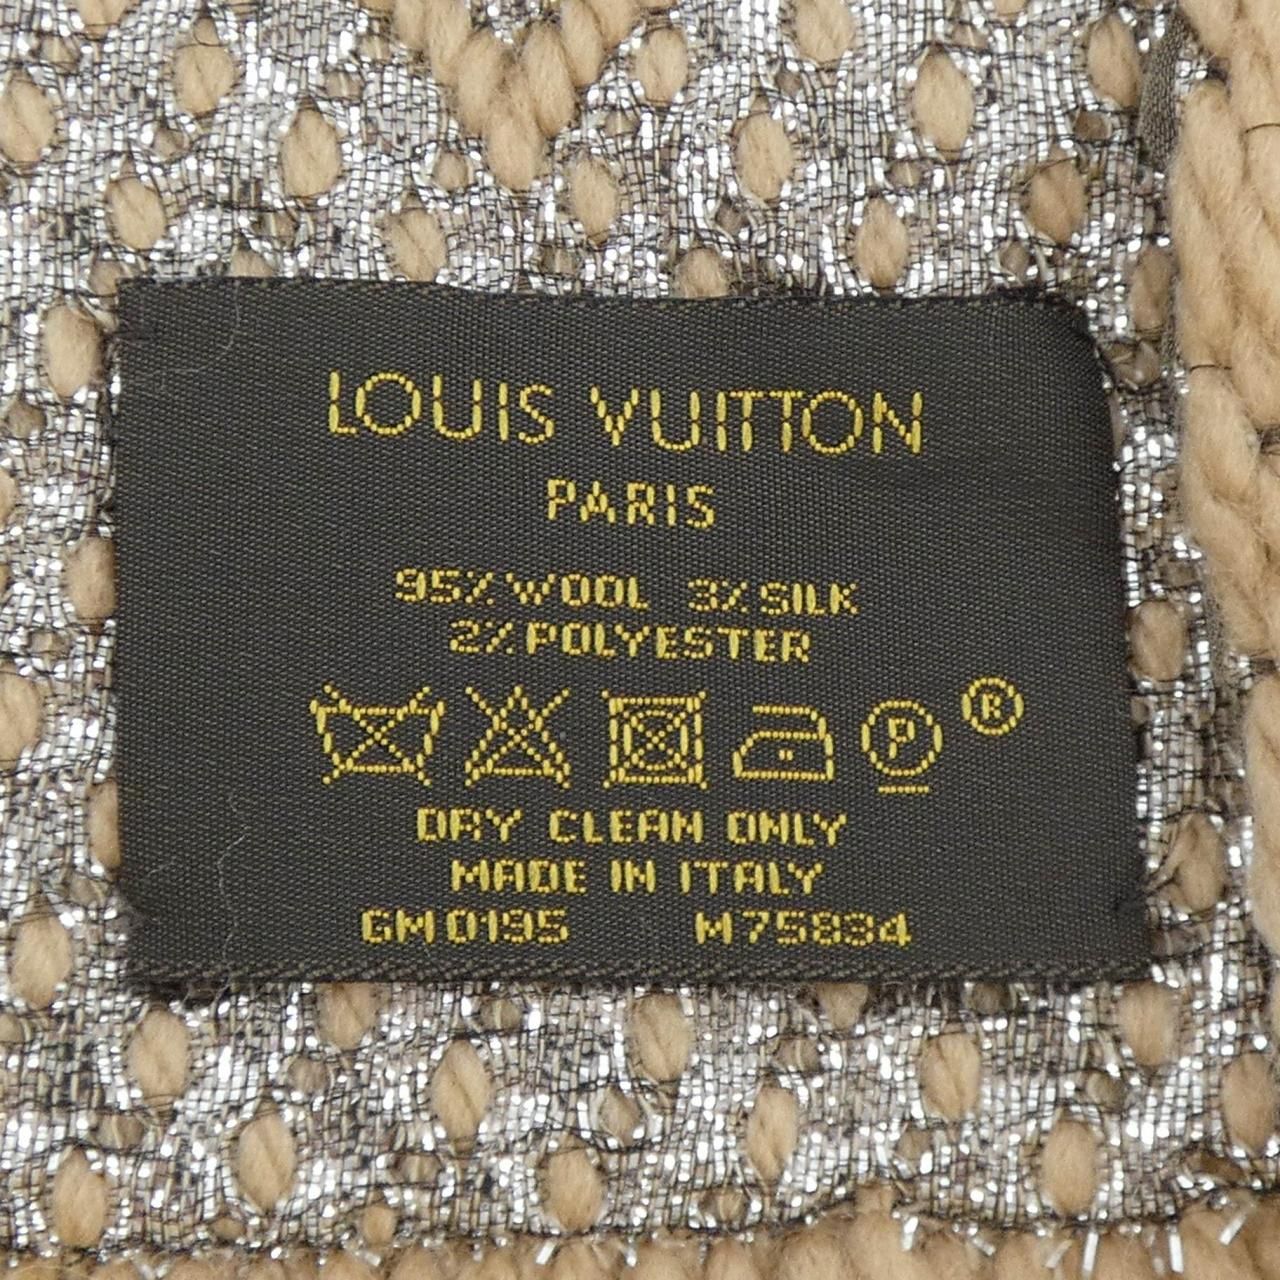 LOUIS VUITTON
PARIS
95% WOOL 3% SILK
2% POLYESTER
P ®
DRY CLEAN ONLY
MADE IN ITALY
GM0195 M75834